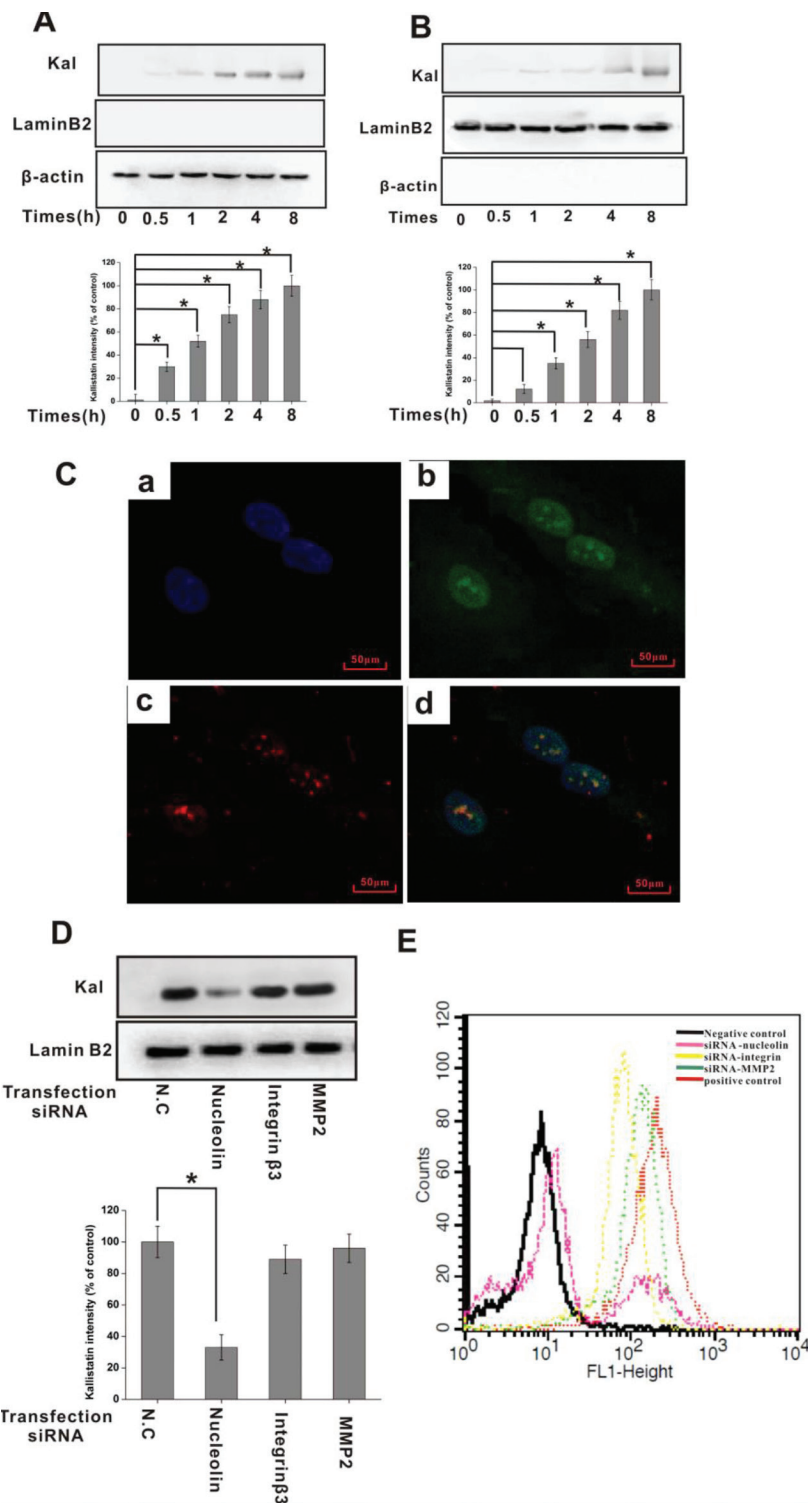 A
Kal
LaminB2
β-actin
Times(h) 0 0.5 1 2 4 8
Kallistatin intensity (% of control)
120
100
80
60
40
20
0
* * * * *
Times(h) 0 0.5 1 2 4 8
B
Kal
LaminB2
β-actin
Times 0 0.5 1 2 4 8
Kallistatin intensity (% of control)
120
100
80
60
40
20
0
* * * *
Times(h) 0 0.5 1 2 4 8
C
a
50μm
b
50μm
c
50μm
d
50μm
D
Kal
Lamin B2
Transfection
siRNA
N.C
Nucleolin
Integrin β3
MMP2
Kallistatin intensity (% of control)
120
100
80
60
40
20
0
*
Transfection
siRNA
N.C
Nucleolin
Integrinβ3
MMP2
E
Counts
120
100
80
60
40
20
0
Negative control
siRNA-nucleolin
siRNA-integrin
siRNA-MMP2
positive control
10⁰ 10¹ 10² 10³ 10⁴
FL1-Height